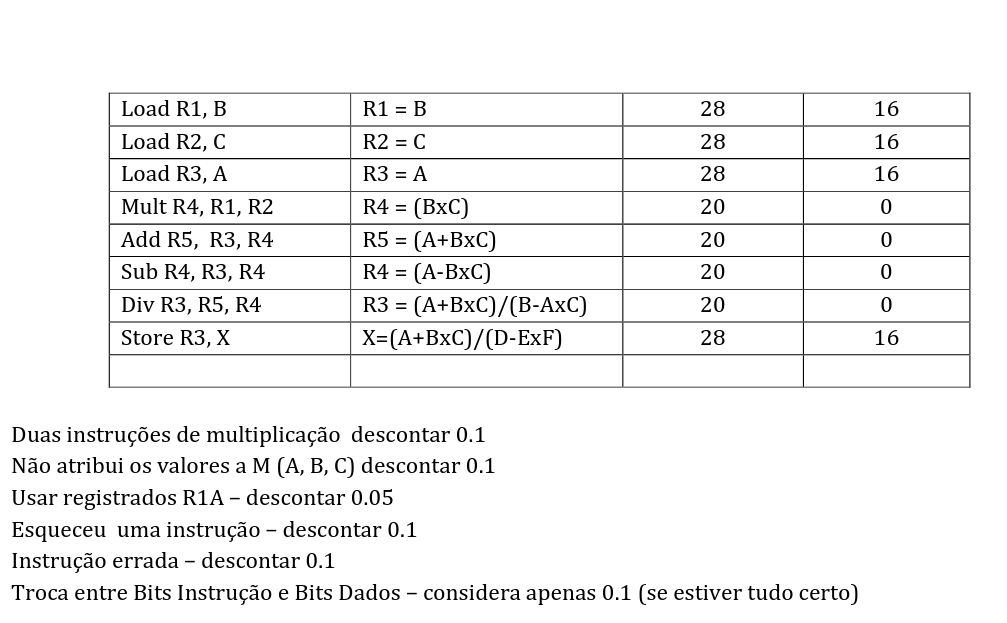 Load R1, B R1 = B 28 16
Load R2, C R2 = C 28 16
Load R3, A R3 = A 28 16
Mult R4, R1, R2 R4 = (BxC) 20 0
Add R5, R3, R4 R5 = (A+BxC) 20 0
Sub R4, R3, R4 R4 = (A-BxC) 20 0
Div R3, R5, R4 R3 = (A+BxC)/(B-AxC) 20 0
Store R3, X X=(A+BxC)/(D-ExF) 28 16
Duas instruções de multiplicação descontar 0.1
Não atribui os valores a M (A, B, C) descontar 0.1
Usar registrados R1A – descontar 0.05
Esqueceu uma instrução – descontar 0.1
Instrução errada – descontar 0.1
Troca entre Bits Instrução e Bits Dados – considera apenas 0.1 (se estiver tudo certo)